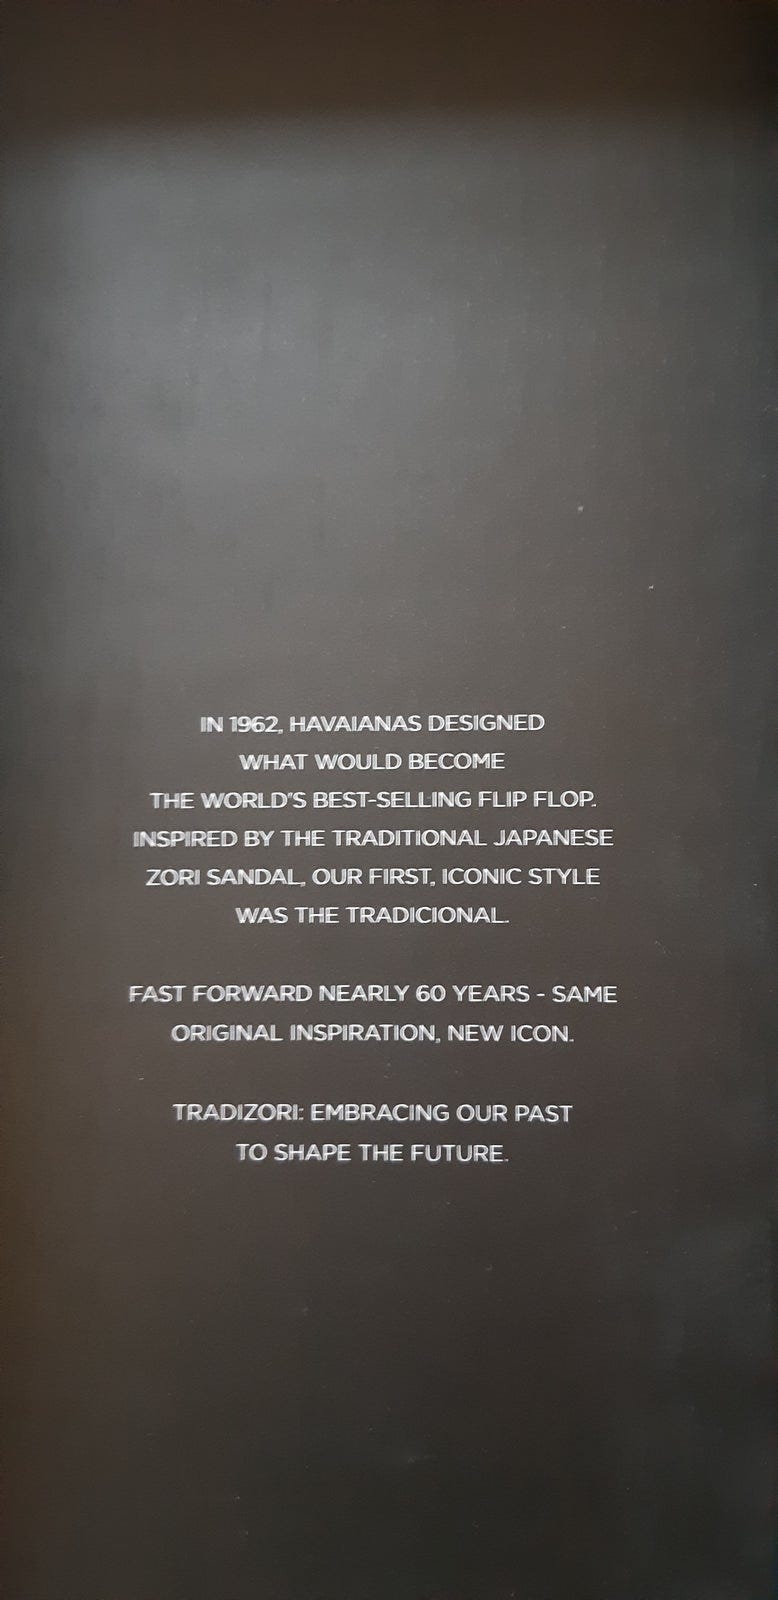 IN 1962, HAVAIANAS DESIGNED
WHAT WOULD BECOME
THE WORLD'S BEST-SELLING FLIP FLOP.
INSPIRED BY THE TRADITIONAL JAPANESE
ZORI SANDAL, OUR FIRST, ICONIC STYLE
WAS THE TRADICIONAL.
FAST FORWARD NEARLY 60 YEARS - SAME
ORIGINAL INSPIRATION, NEW ICON.
TRADIZORI: EMBRACING OUR PAST
TO SHAPE THE FUTURE.